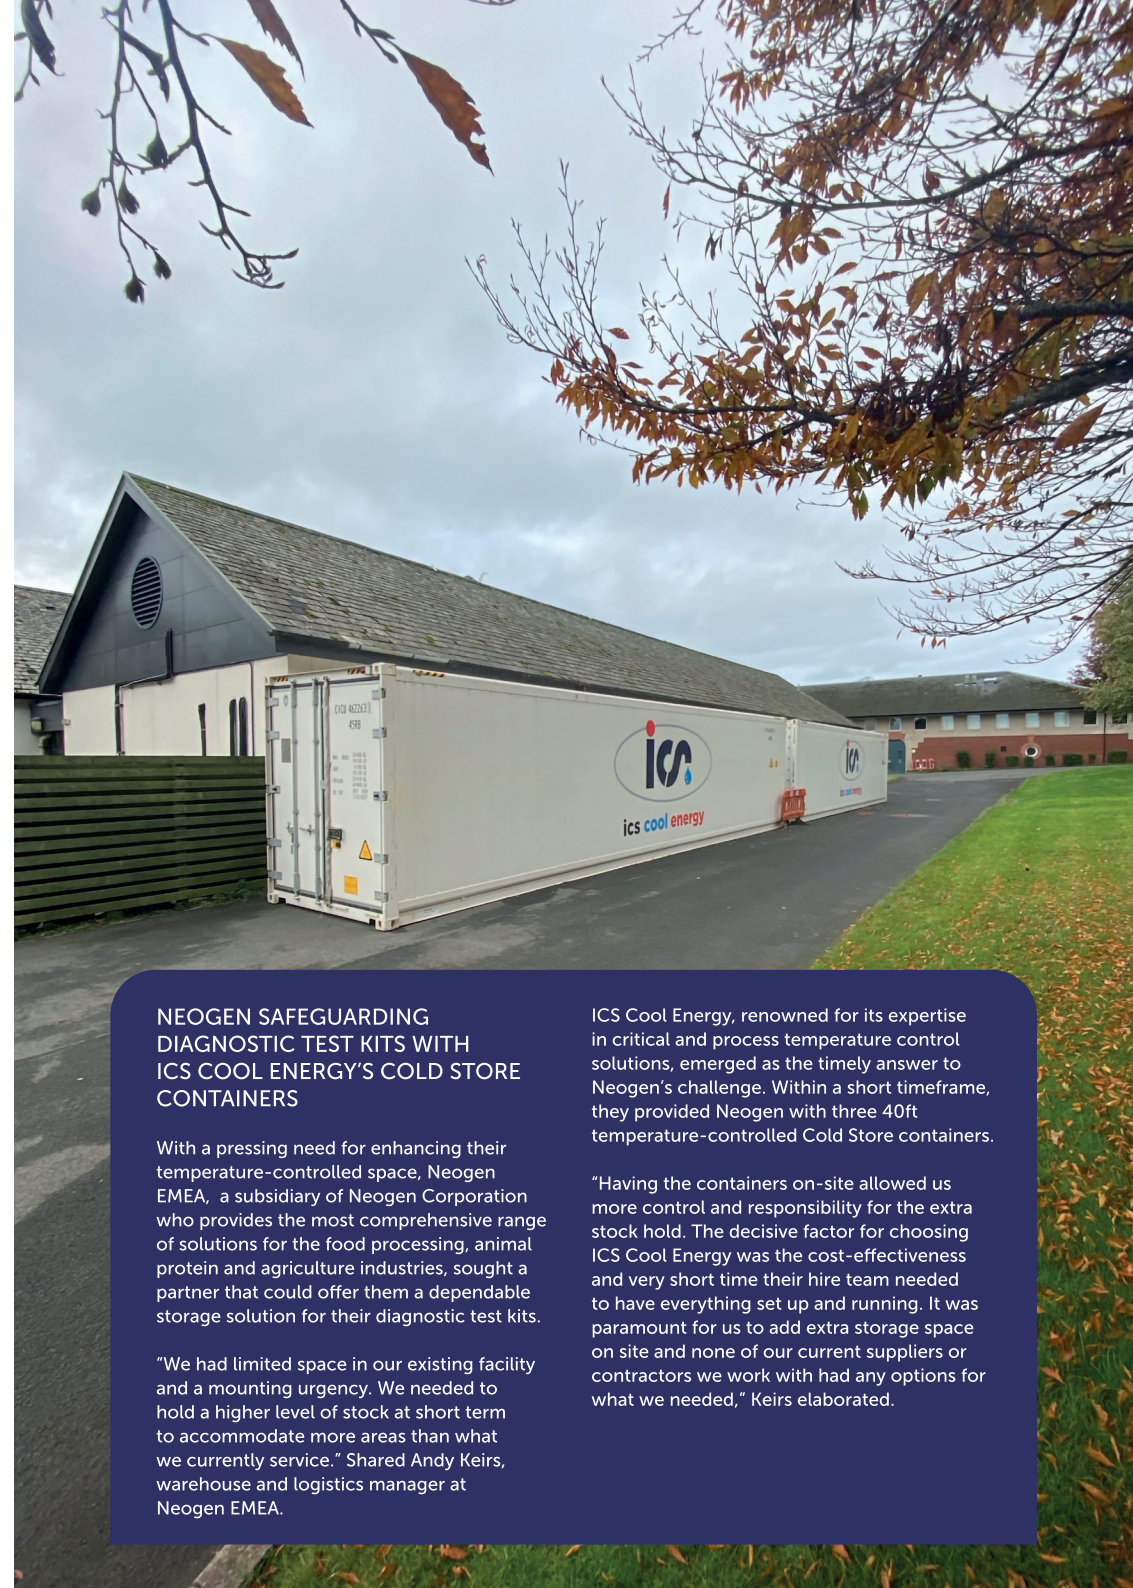 CICU 462263 1
45RB
ics
ics cool energy
ics
ics cool energy
NEOGEN SAFEGUARDING
DIAGNOSTIC TEST KITS WITH
ICS COOL ENERGY’S COLD STORE
CONTAINERS
With a pressing need for enhancing their
temperature-controlled space, Neogen
EMEA,  a subsidiary of Neogen Corporation
who provides the most comprehensive range
of solutions for the food processing, animal
protein and agriculture industries, sought a
partner that could offer them a dependable
storage solution for their diagnostic test kits.
“We had limited space in our existing facility
and a mounting urgency. We needed to
hold a higher level of stock at short term
to accommodate more areas than what
we currently service.” Shared Andy Keirs,
warehouse and logistics manager at
Neogen EMEA.
ICS Cool Energy, renowned for its expertise
in critical and process temperature control
solutions, emerged as the timely answer to
Neogen’s challenge. Within a short timeframe,
they provided Neogen with three 40ft
temperature-controlled Cold Store containers.
“Having the containers on-site allowed us
more control and responsibility for the extra
stock hold. The decisive factor for choosing
ICS Cool Energy was the cost-effectiveness
and very short time their hire team needed
to have everything set up and running. It was
paramount for us to add extra storage space
on site and none of our current suppliers or
contractors we work with had any options for
what we needed,” Keirs elaborated.